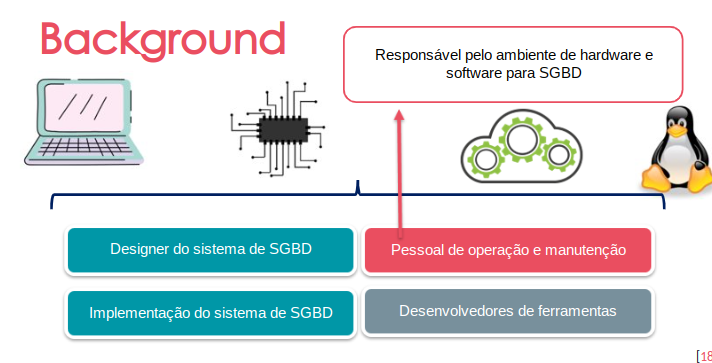 Background
Responsável pelo ambiente de hardware e
software para SGBD
Designer do sistema de SGBD
Pessoal de operação e manutenção
Implementação do sistema de SGBD
Desenvolvedores de ferramentas
[18